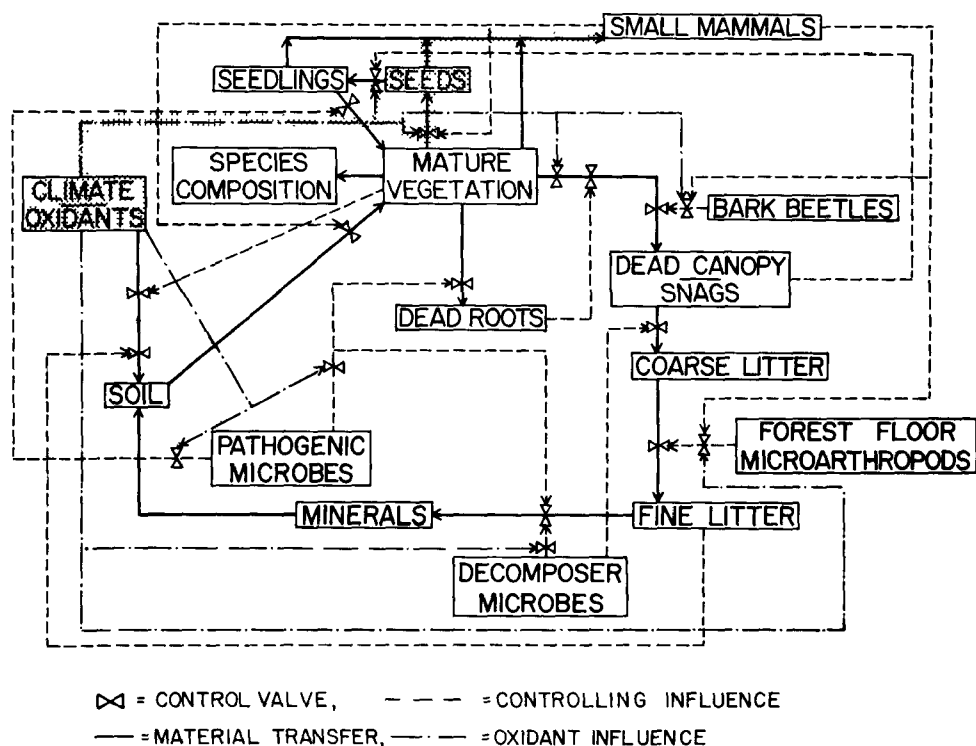 SMALL MAMMALS
SEEDLINGS
SEEDS
SPECIES
COMPOSITION
MATURE
VEGETATION
CLIMATE
OXIDANTS
BARK BEETLES
DEAD CANOPY
SNAGS
DEAD ROOTS
COARSE LITTER
SOIL
PATHOGENIC
MICROBES
FOREST FLOOR
MICROARTHROPODS
MINERALS
FINE LITTER
DECOMPOSER
MICROBES
= CONTROL VALVE,
= CONTROLLING INFLUENCE
= MATERIAL TRANSFER,
= OXIDANT INFLUENCE